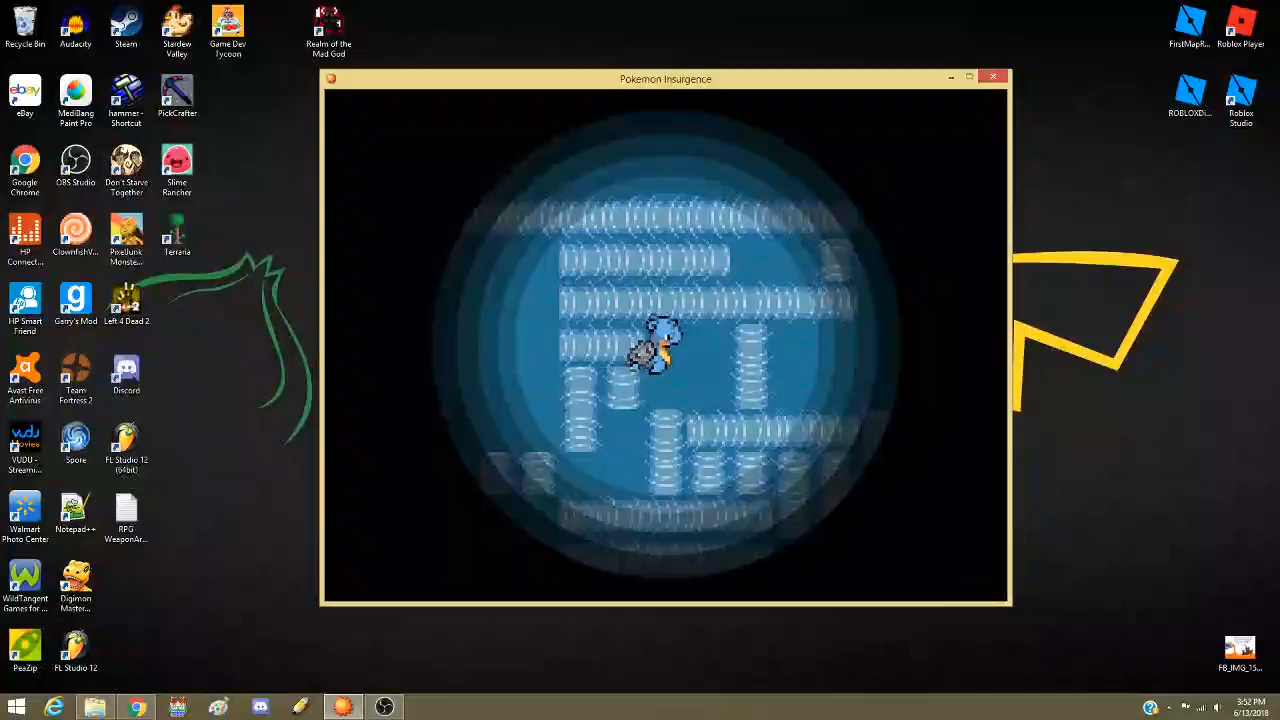 Recycle Bin
Audacity
Steam
Stardew Valley
Game Dev Tycoon
Realm of the Mad God
FirstMapR...
Roblox Player
Pokemon Insurgence
eBay
MediBang Paint Pro
hammer - Shortcut
PickCrafter
ROBLOXDi...
Roblox Studio
Google Chrome
OBS Studio
Don't Starve Together
Slime Rancher
HP Connect...
ClownfishV...
PixelJunk Monste...
Terraria
HP Smart Friend
Garry's Mod
Left 4 Dead 2
Avast Free Antivirus
Team Fortress 2
Discord
VUDU - Streami...
Spore
FL Studio 12 (64bit)
Walmart Photo Center
Notepad++
RPG WeaponAr...
WildTangent Games for ...
Digimon Master...
PeaZip
FL Studio 12
FB_IMG_15...
3:52 PM
6/13/2018